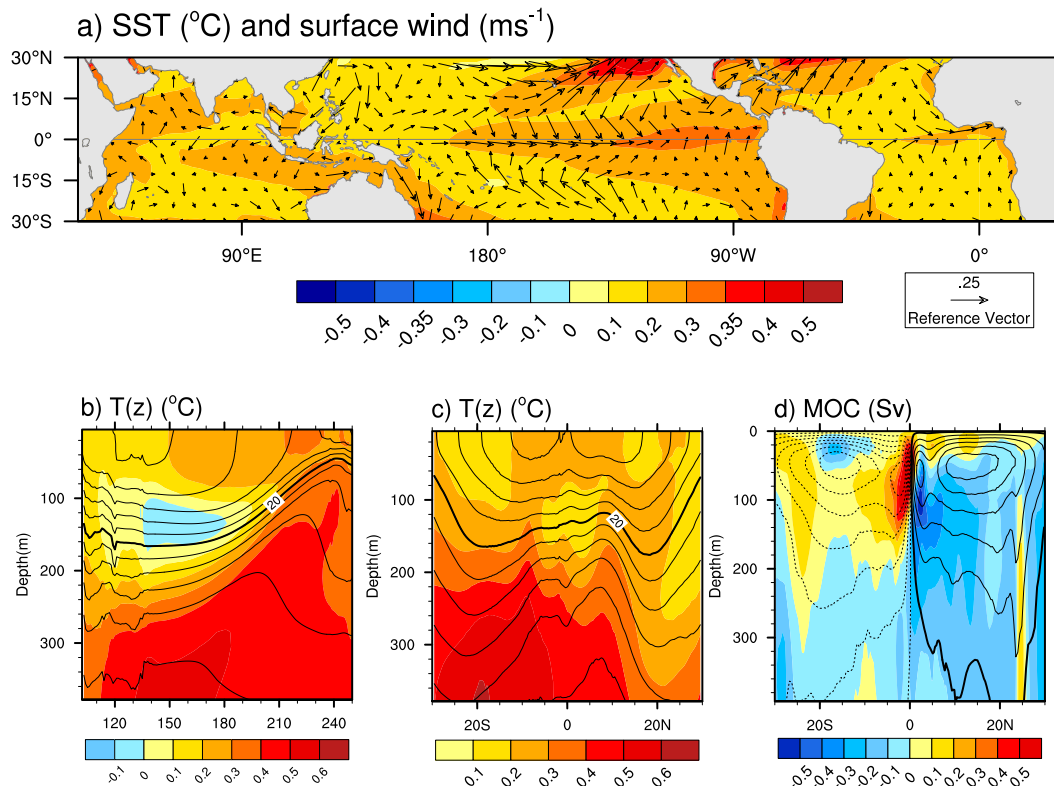 a) SST (°C) and surface wind (ms⁻¹)
30°N
15°N
0°
15°S
30°S
90°E 180° 90°W 0°
-0.5 -0.4 -0.35 -0.3 -0.2 -0.1 0 0.1 0.2 0.3 0.35 0.4 0.5
.25
Reference Vector
b) T(z) (°C)
Depth(m)
100
200
300
20
120 150 180 210 240
-0.1 0 0.1 0.2 0.3 0.4 0.5 0.6
c) T(z) (°C)
Depth(m)
100
200
300
20
20S 0 20N
0.1 0.2 0.3 0.4 0.5 0.6
d) MOC (Sv)
Depth(m)
0
100
200
300
20S 0 20N
-0.5 -0.4 -0.3 -0.2 -0.1 0 0.1 0.2 0.3 0.4 0.5